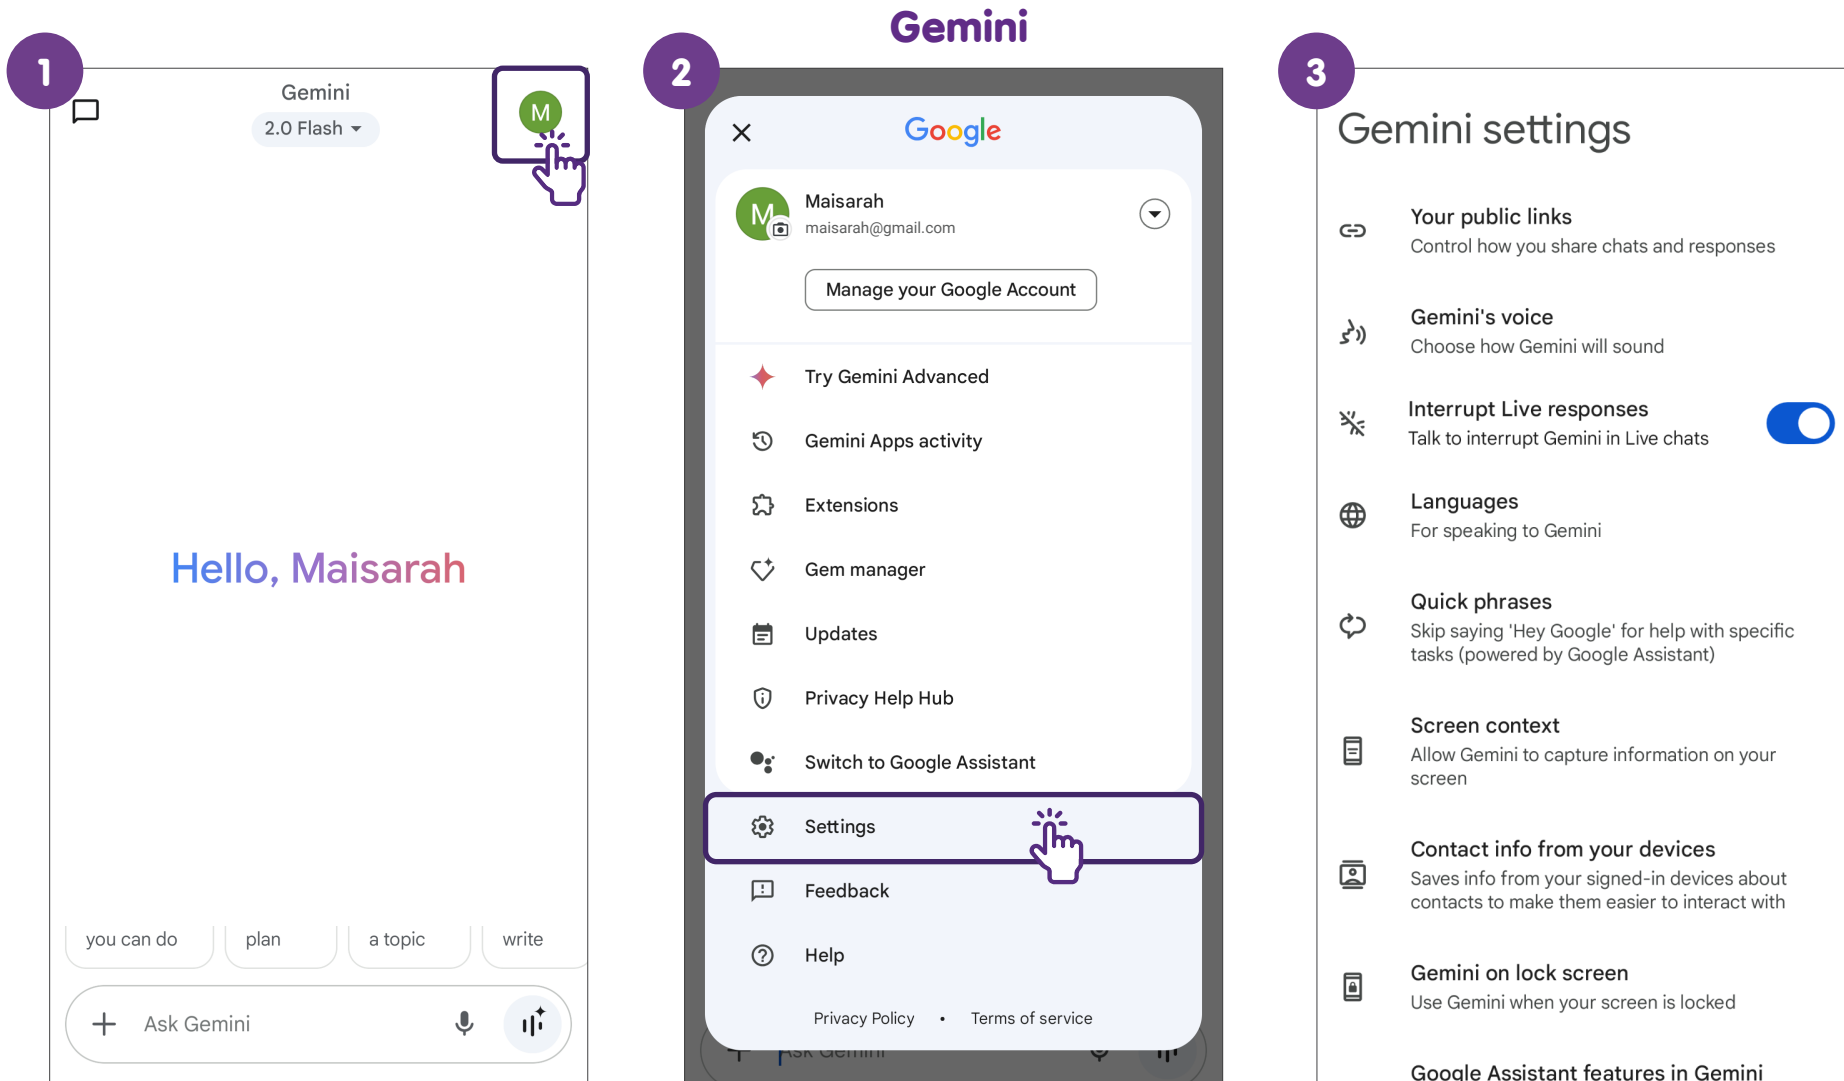 Gemini
1
Gemini
2.0 Flash
M
Hello, Maisarah
you can do
plan
a topic
write
Ask Gemini
2
Google
M
Maisarah
maisarah@gmail.com
Manage your Google Account
Try Gemini Advanced
Gemini Apps activity
Extensions
Gem manager
Updates
Privacy Help Hub
Switch to Google Assistant
Settings
Feedback
Help
Privacy Policy • Terms of service
Ask Gemini
3
Gemini settings
Your public links
Control how you share chats and responses
Gemini's voice
Choose how Gemini will sound
Interrupt Live responses
Talk to interrupt Gemini in Live chats
Languages
For speaking to Gemini
Quick phrases
Skip saying 'Hey Google' for help with specific
tasks (powered by Google Assistant)
Screen context
Allow Gemini to capture information on your
screen
Contact info from your devices
Saves info from your signed-in devices about
contacts to make them easier to interact with
Gemini on lock screen
Use Gemini when your screen is locked
Google Assistant features in Gemini